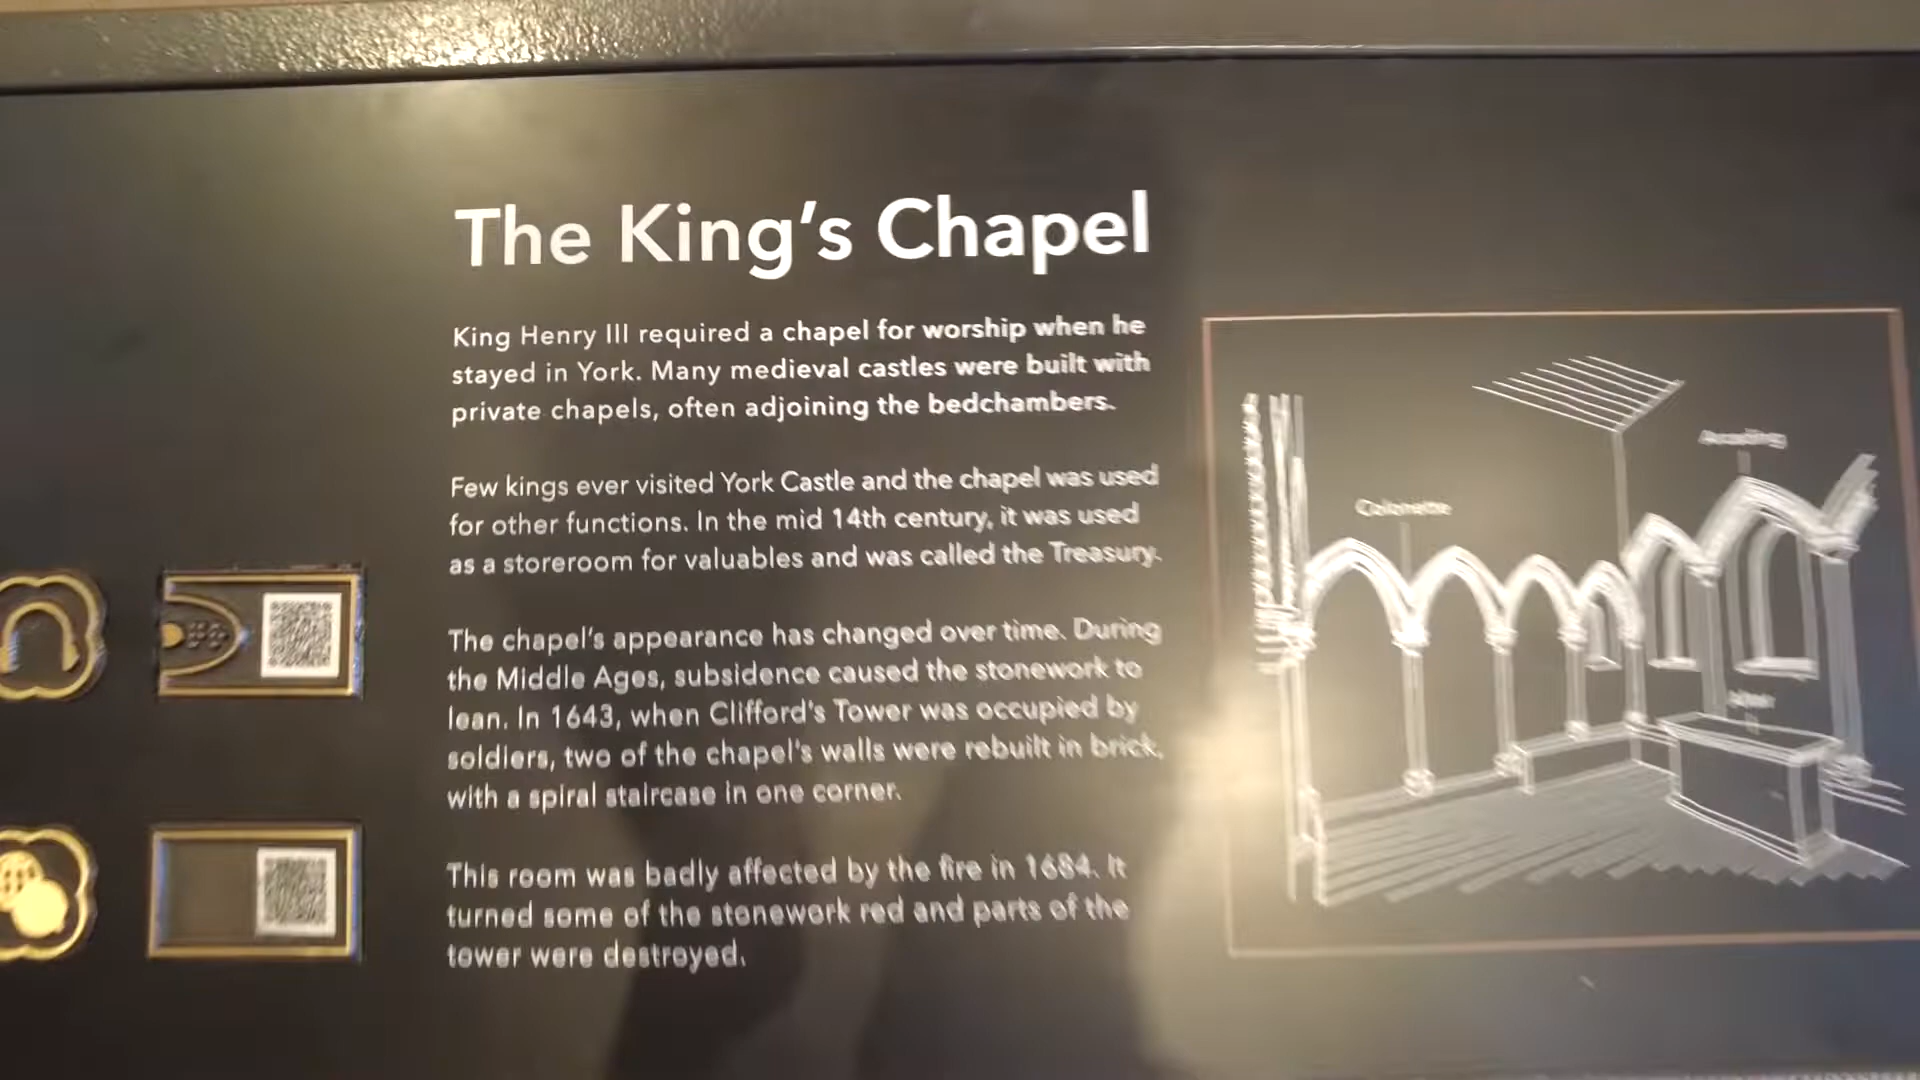 The King's Chapel
King Henry III required a chapel for worship when he
stayed in York. Many medieval castles were built with
private chapels, often adjoining the bedchambers.
Few kings ever visited York Castle and the chapel was used
for other functions. In the mid 14th century, it was used
as a storeroom for valuables and was called the Treasury.
The chapel's appearance has changed over time. During
the Middle Ages, subsidence caused the stonework to
lean. In 1643, when Clifford's Tower was occupied by
soldiers, two of the chapel's walls were rebuilt in brick,
with a spiral staircase in one corner.
This room was badly affected by the fire in 1684. It
turned some of the stonework red and parts of the
tower were destroyed.
Colonette
Arcading
Altar